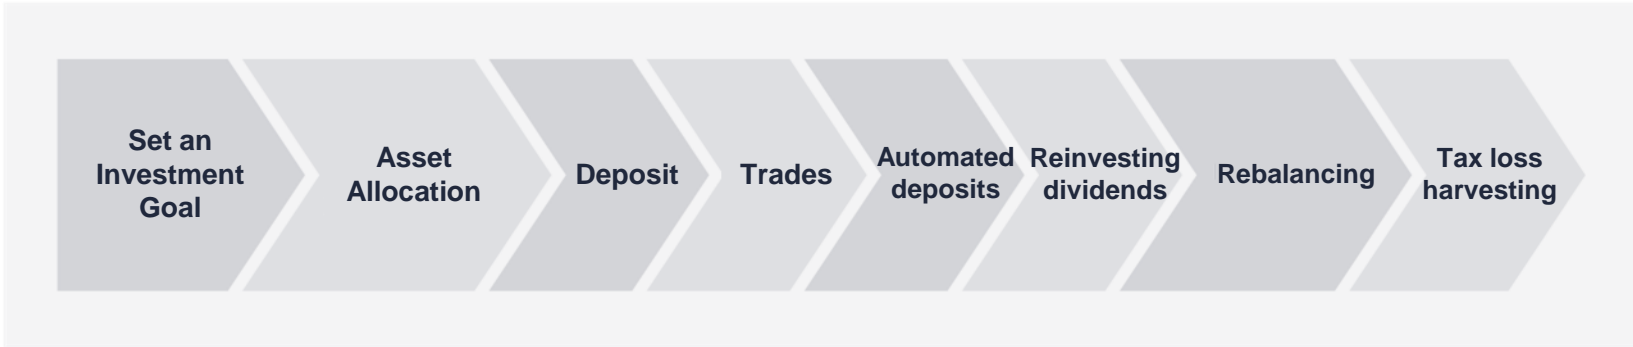 Set an
Investment
Goal
Asset
Allocation
Deposit
Trades
Automated
deposits
Reinvesting
dividends
Rebalancing
Tax loss
harvesting